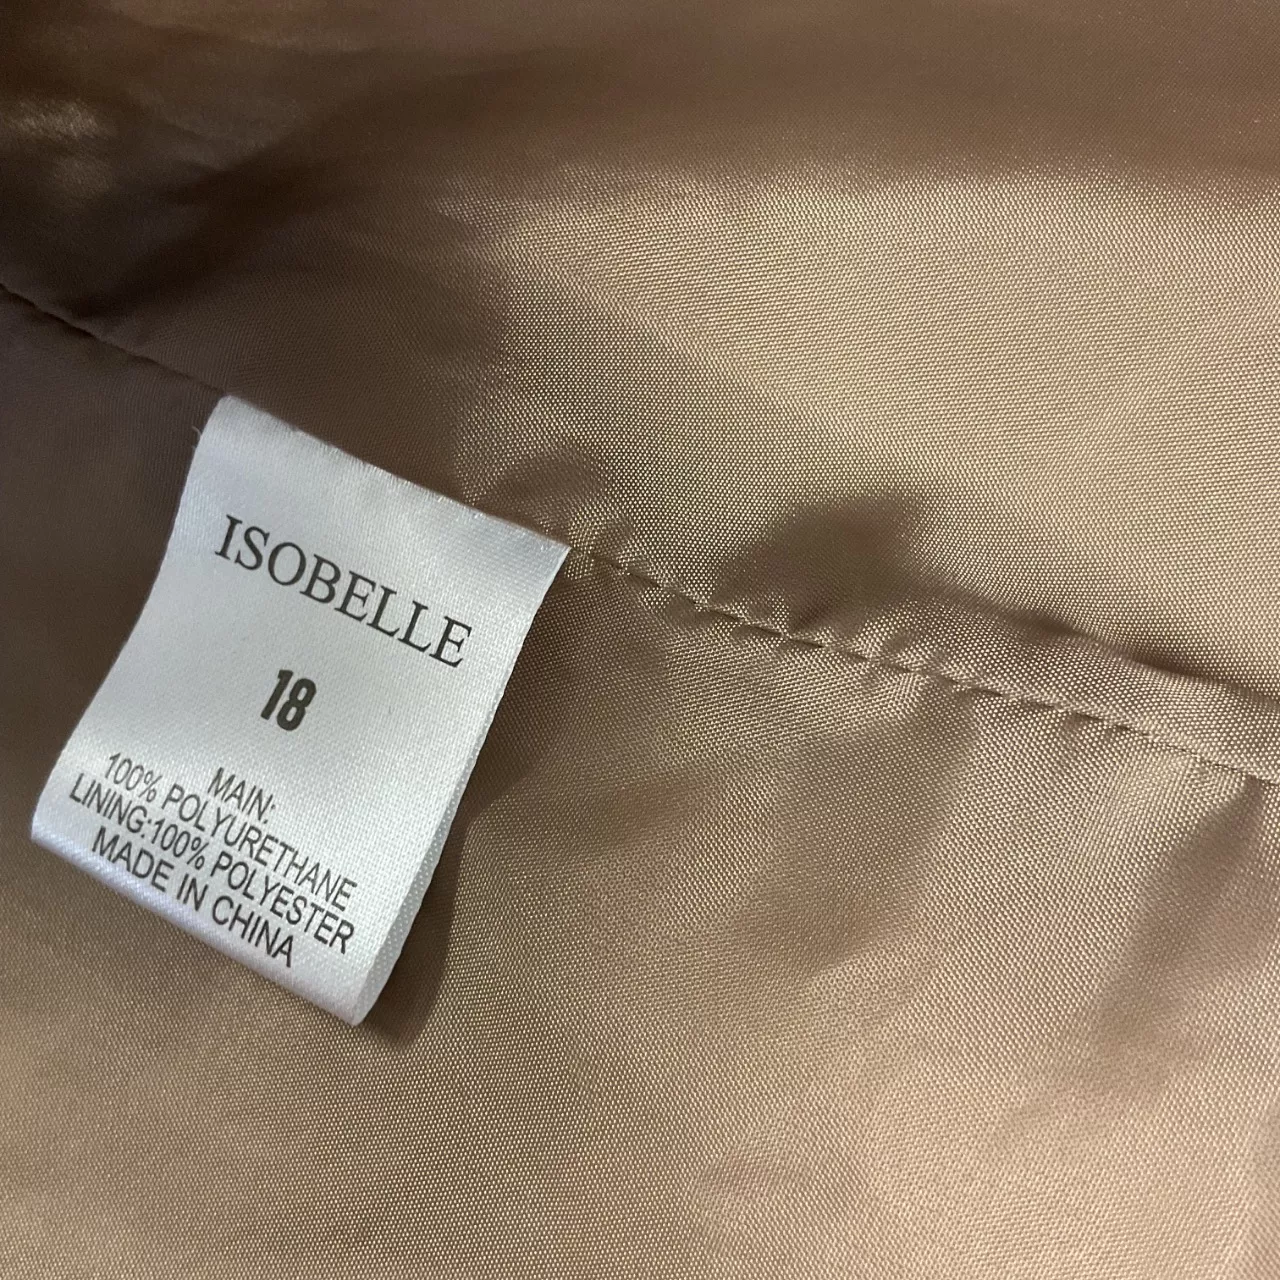 ISOBELLE
18
MAIN:
100% POLYURETHANE
LINING:100% POLYESTER
MADE IN CHINA